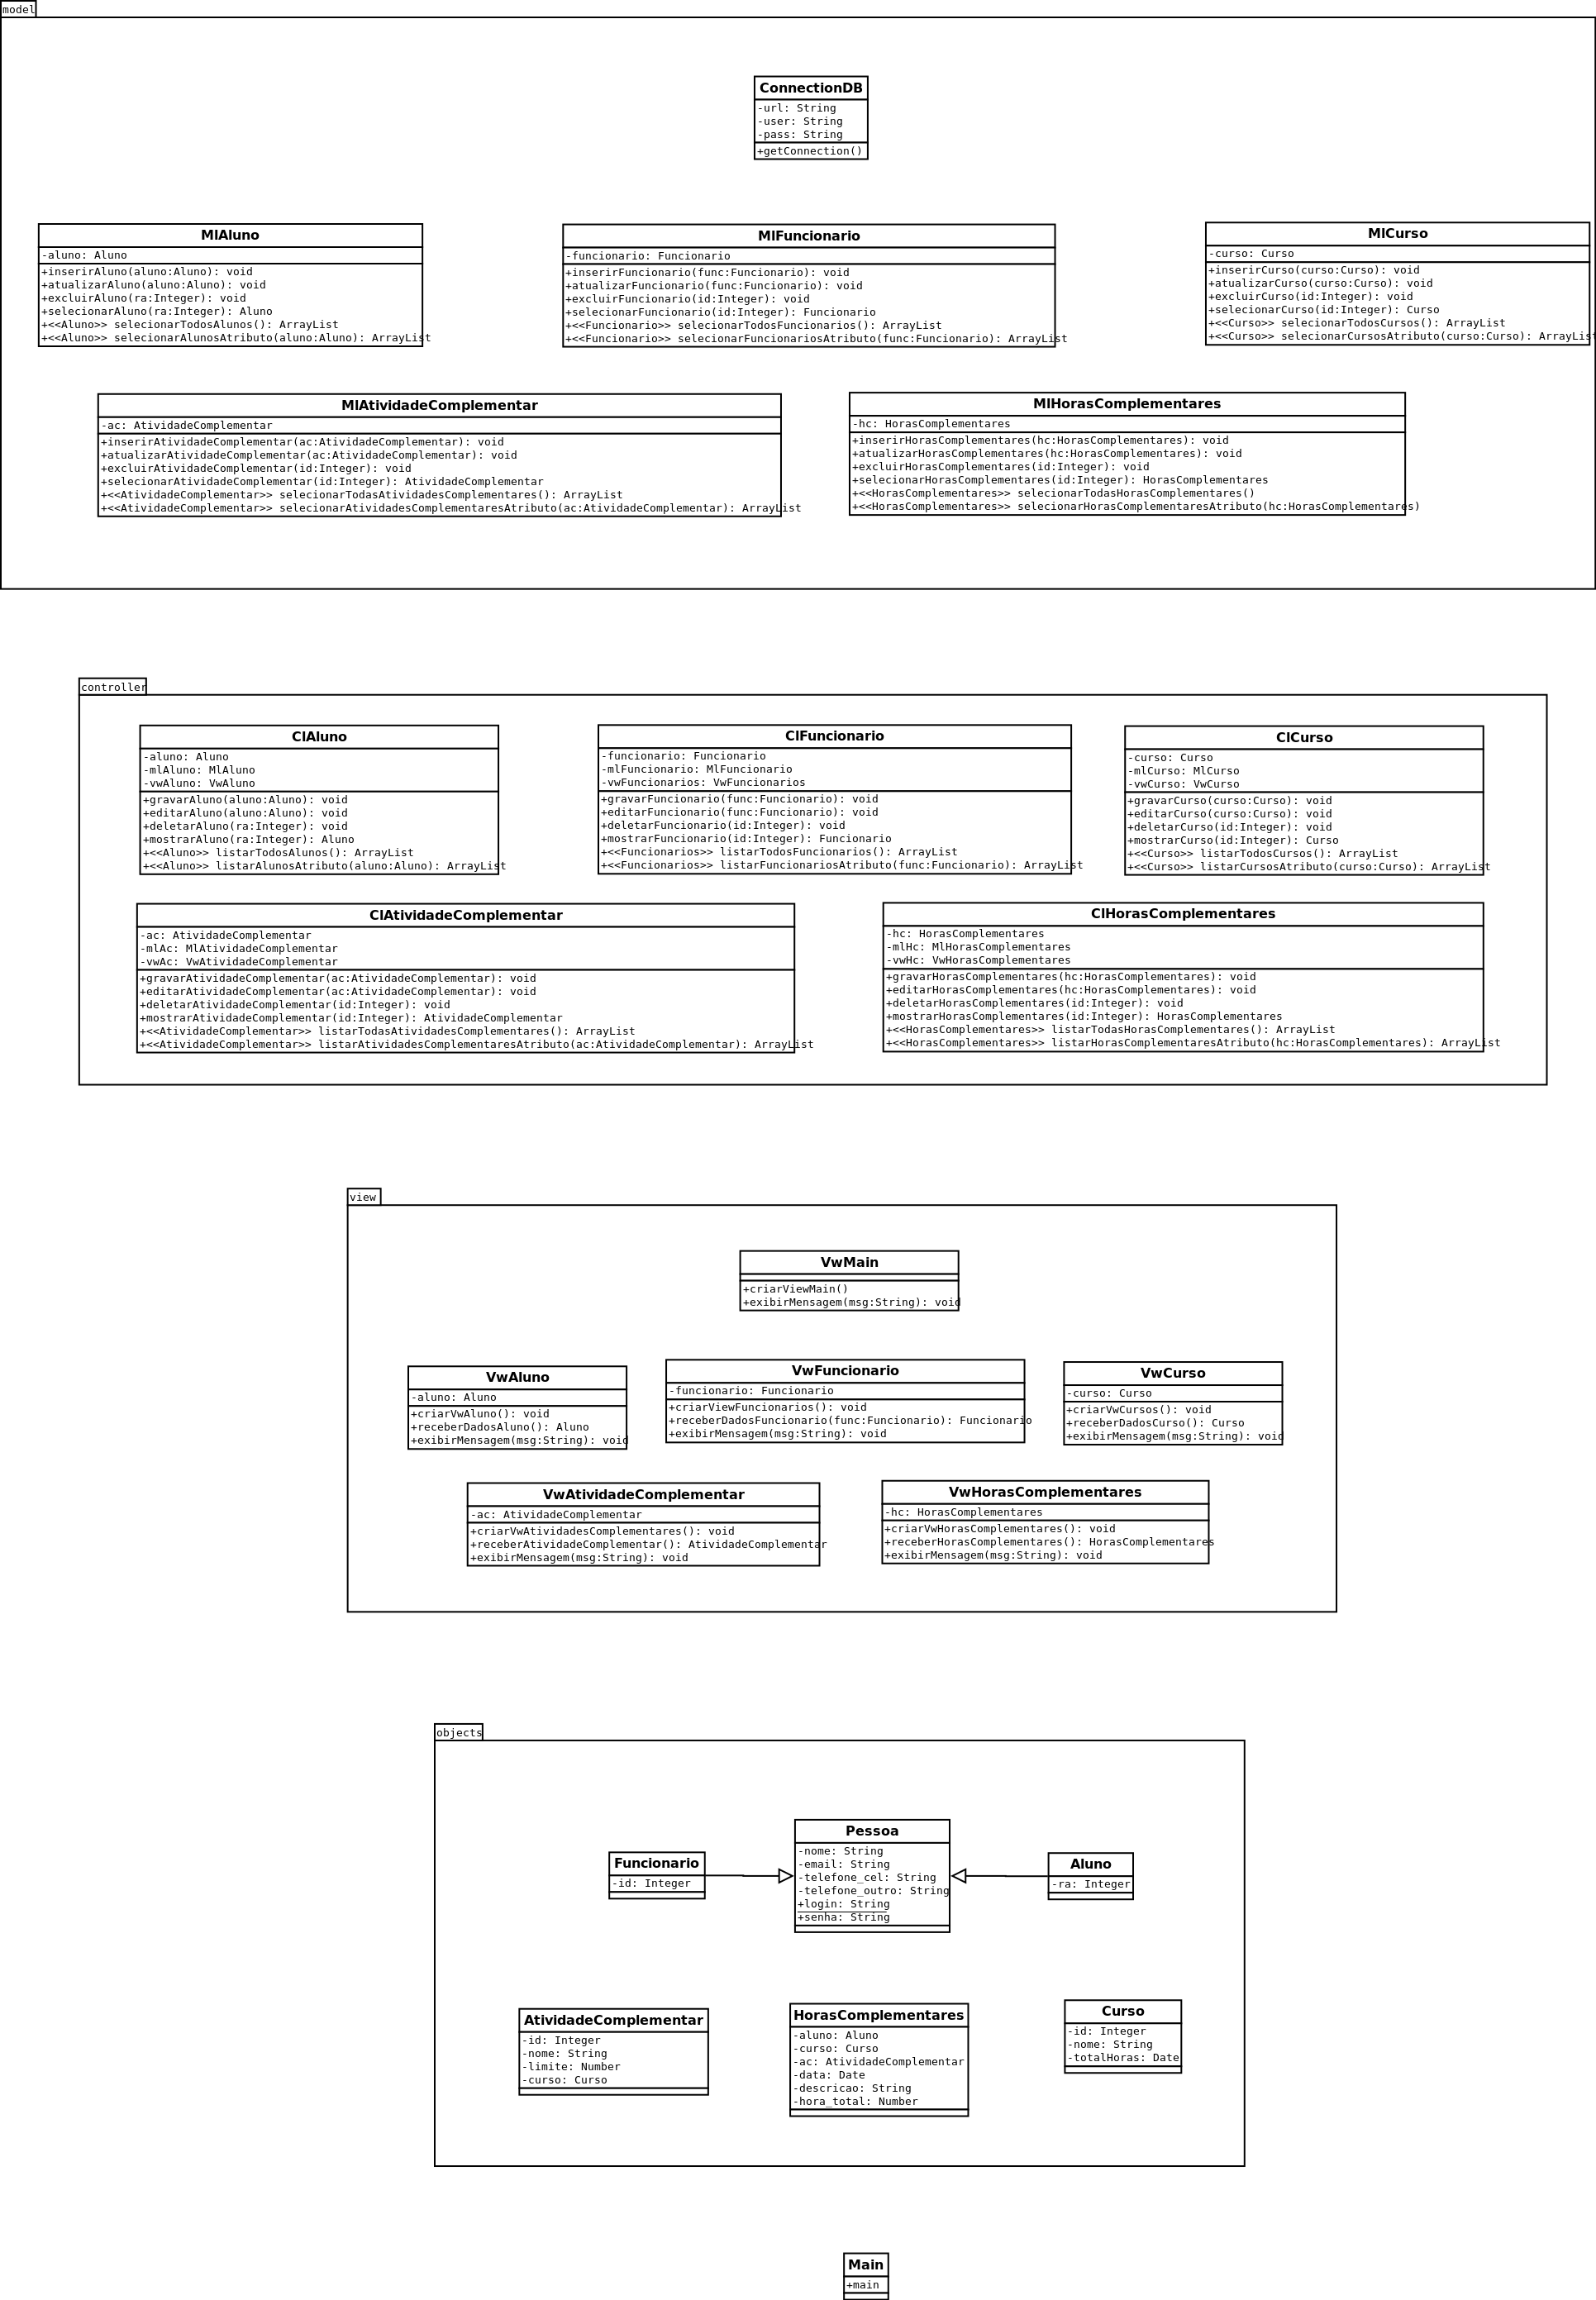 model
ConnectionDB
-url: String
-user: String
-pass: String
+getConnection()
MlAluno
-aluno: Aluno
+inserirAluno(aluno:Aluno): void
+atualizarAluno(aluno:Aluno): void
+excluirAluno(ra:Integer): void
+selecionarAluno(ra:Integer): Aluno
+<<Aluno>> selecionarTodosAlunos(): ArrayList
+<<Aluno>> selecionarAlunosAtributo(aluno:Aluno): ArrayList
MlFuncionario
-funcionario: Funcionario
+inserirFuncionario(func:Funcionario): void
+atualizarFuncionario(func:Funcionario): void
+excluirFuncionario(id:Integer): void
+selecionarFuncionario(id:Integer): Funcionario
+<<Funcionario>> selecionarTodosFuncionarios(): ArrayList
+<<Funcionario>> selecionarFuncionariosAtributo(func:Funcionario): ArrayList
MlCurso
-curso: Curso
+inserirCurso(curso:Curso): void
+atualizarCurso(curso:Curso): void
+excluirCurso(id:Integer): void
+selecionarCurso(id:Integer): Curso
+<<Curso>> selecionarTodosCursos(): ArrayList
+<<Curso>> selecionarCursosAtributo(curso:Curso): ArrayList
MlAtividadeComplementar
-ac: AtividadeComplementar
+inserirAtividadeComplementar(ac:AtividadeComplementar): void
+atualizarAtividadeComplementar(ac:AtividadeComplementar): void
+excluirAtividadeComplementar(id:Integer): void
+selecionarAtividadeComplementar(id:Integer): AtividadeComplementar
+<<AtividadeComplementar>> selecionarTodasAtividadesComplementares(): ArrayList
+<<AtividadeComplementar>> selecionarAtividadesComplementaresAtributo(ac:AtividadeComplementar): ArrayList
MlHorasComplementares
-hc: HorasComplementares
+inserirHorasComplementares(hc:HorasComplementares): void
+atualizarHorasComplementares(hc:HorasComplementares): void
+excluirHorasComplementares(id:Integer): void
+selecionarHorasComplementares(id:Integer): HorasComplementares
+<<HorasComplementares>> selecionarTodasHorasComplementares()
+<<HorasComplementares>> selecionarHorasComplementaresAtributo(hc:HorasComplementares)
controller
ClAluno
-aluno: Aluno
-mlAluno: MlAluno
-vwAluno: VwAluno
+gravarAluno(aluno:Aluno): void
+editarAluno(aluno:Aluno): void
+deletarAluno(ra:Integer): void
+mostrarAluno(ra:Integer): Aluno
+<<Aluno>> listarTodosAlunos(): ArrayList
+<<Aluno>> listarAlunosAtributo(aluno:Aluno): ArrayList
ClFuncionario
-funcionario: Funcionario
-mlFuncionario: MlFuncionario
-vwFuncionarios: VwFuncionarios
+gravarFuncionario(func:Funcionario): void
+editarFuncionario(func:Funcionario): void
+deletarFuncionario(id:Integer): void
+mostrarFuncionario(id:Integer): Funcionario
+<<Funcionarios>> listarTodosFuncionarios(): ArrayList
+<<Funcionarios>> listarFuncionariosAtributo(func:Funcionario): ArrayList
ClCurso
-curso: Curso
-mlCurso: MlCurso
-vwCurso: VwCurso
+gravarCurso(curso:Curso): void
+editarCurso(curso:Curso): void
+deletarCurso(id:Integer): void
+mostrarCurso(id:Integer): Curso
+<<Curso>> listarTodosCursos(): ArrayList
+<<Curso>> listarCursosAtributo(curso:Curso): ArrayList
ClAtividadeComplementar
-ac: AtividadeComplementar
-mlAc: MlAtividadeComplementar
-vwAc: VwAtividadeComplementar
+gravarAtividadeComplementar(ac:AtividadeComplementar): void
+editarAtividadeComplementar(ac:AtividadeComplementar): void
+deletarAtividadeComplementar(id:Integer): void
+mostrarAtividadeComplementar(id:Integer): AtividadeComplementar
+<<AtividadeComplementar>> listarTodasAtividadesComplementares(): ArrayList
+<<AtividadeComplementar>> listarAtividadesComplementaresAtributo(ac:AtividadeComplementar): ArrayList
ClHorasComplementares
-hc: HorasComplementares
-mlHc: MlHorasComplementares
-vwHc: VwHorasComplementares
+gravarHorasComplementares(hc:HorasComplementares): void
+editarHorasComplementares(hc:HorasComplementares): void
+deletarHorasComplementares(id:Integer): void
+mostrarHorasComplementares(id:Integer): HorasComplementares
+<<HorasComplementares>> listarTodasHorasComplementares(): ArrayList
+<<HorasComplementares>> listarHorasComplementaresAtributo(hc:HorasComplementares): ArrayList
view
VwMain
+criarViewMain()
+exibirMensagem(msg:String): void
VwAluno
-aluno: Aluno
+criarVwAluno(): void
+receberDadosAluno(): Aluno
+exibirMensagem(msg:String): void
VwFuncionario
-funcionario: Funcionario
+criarViewFuncionarios(): void
+receberDadosFuncionario(func:Funcionario): Funcionario
+exibirMensagem(msg:String): void
VwCurso
-curso: Curso
+criarVwCursos(): void
+receberDadosCurso(): Curso
+exibirMensagem(msg:String): void
VwAtividadeComplementar
-ac: AtividadeComplementar
+criarVwAtividadesComplementares(): void
+receberAtividadeComplementar(): AtividadeComplementar
+exibirMensagem(msg:String): void
VwHorasComplementares
-hc: HorasComplementares
+criarVwHorasComplementares(): void
+receberHorasComplementares(): HorasComplementares
+exibirMensagem(msg:String): void
objects
Pessoa
-nome: String
-email: String
-telefone_cel: String
-telefone_outro: String
+login: String
+senha: String
Funcionario
-id: Integer
Aluno
-ra: Integer
AtividadeComplementar
-id: Integer
-nome: String
-limite: Number
-curso: Curso
HorasComplementares
-aluno: Aluno
-curso: Curso
-ac: AtividadeComplementar
-data: Date
-descricao: String
-hora_total: Number
Curso
-id: Integer
-nome: String
-totalHoras: Date
Main
+main